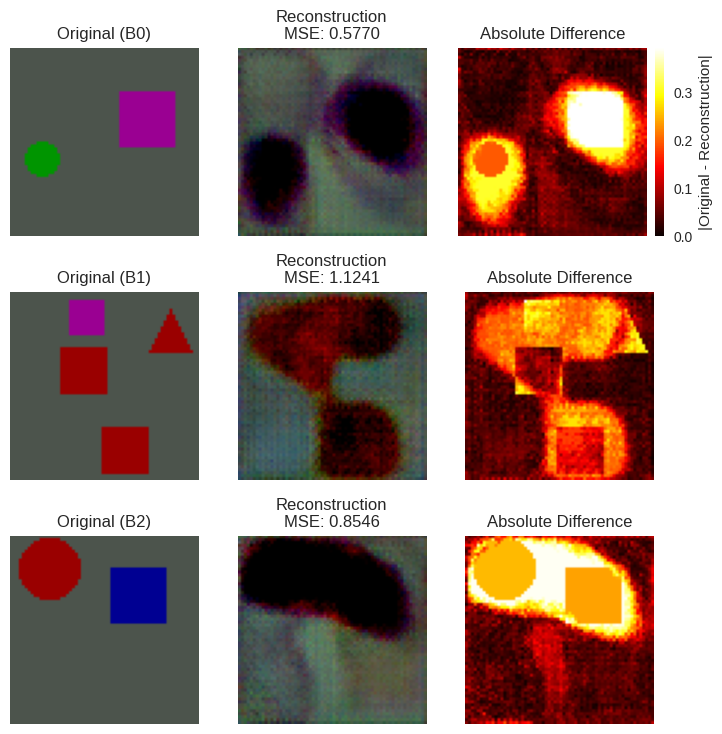 Original (B0)
Reconstruction
MSE: 0.5770
Absolute Difference
0.3
0.2
0.1
0.0
|Original - Reconstruction|
Original (B1)
Reconstruction
MSE: 1.1241
Absolute Difference
Original (B2)
Reconstruction
MSE: 0.8546
Absolute Difference